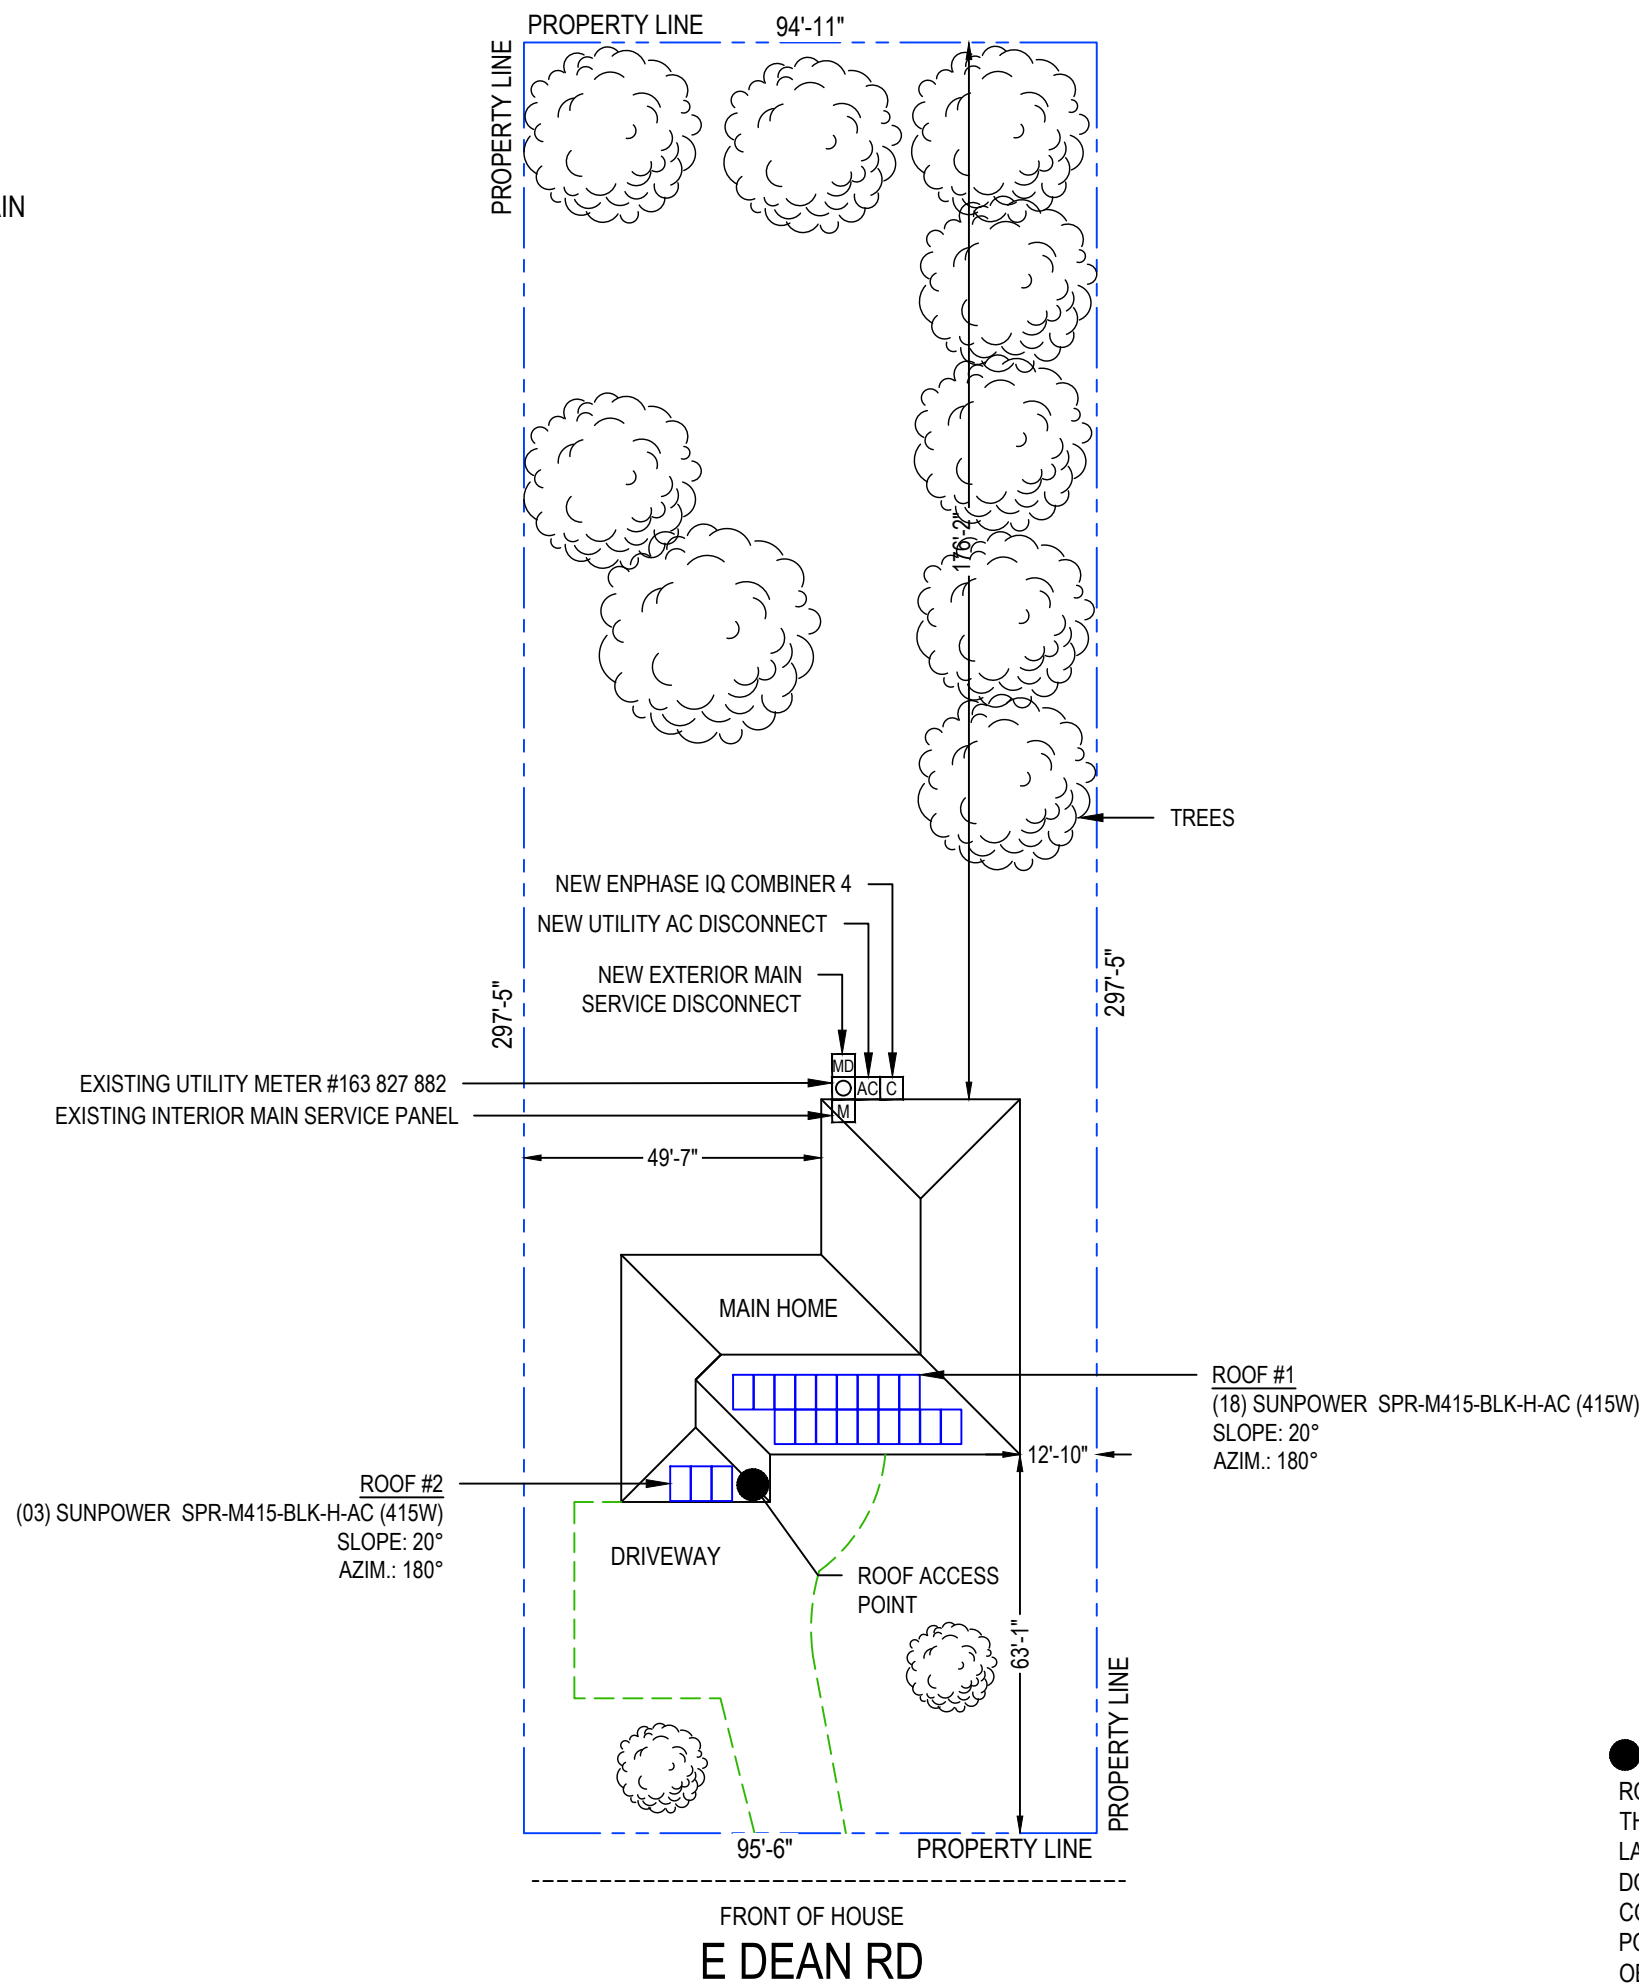 PROPERTY LINE
94'-11"
PROPERTY LINE
176'-2"
TREES
NEW ENPHASE IQ COMBINER 4
NEW UTILITY AC DISCONNECT
NEW EXTERIOR MAIN
SERVICE DISCONNECT
297'-5"
297'-5"
MD
AC
C
M
EXISTING UTILITY METER #163 827 882
EXISTING INTERIOR MAIN SERVICE PANEL
49'-7"
MAIN HOME
ROOF #1
(18) SUNPOWER SPR-M415-BLK-H-AC (415W)
SLOPE: 20°
AZIM.: 180°
12'-10"
ROOF #2
(03) SUNPOWER SPR-M415-BLK-H-AC (415W)
SLOPE: 20°
AZIM.: 180°
DRIVEWAY
ROOF ACCESS
POINT
63'-1"
PROPERTY LINE
95'-6"
PROPERTY LINE
FRONT OF HOUSE
E DEAN RD